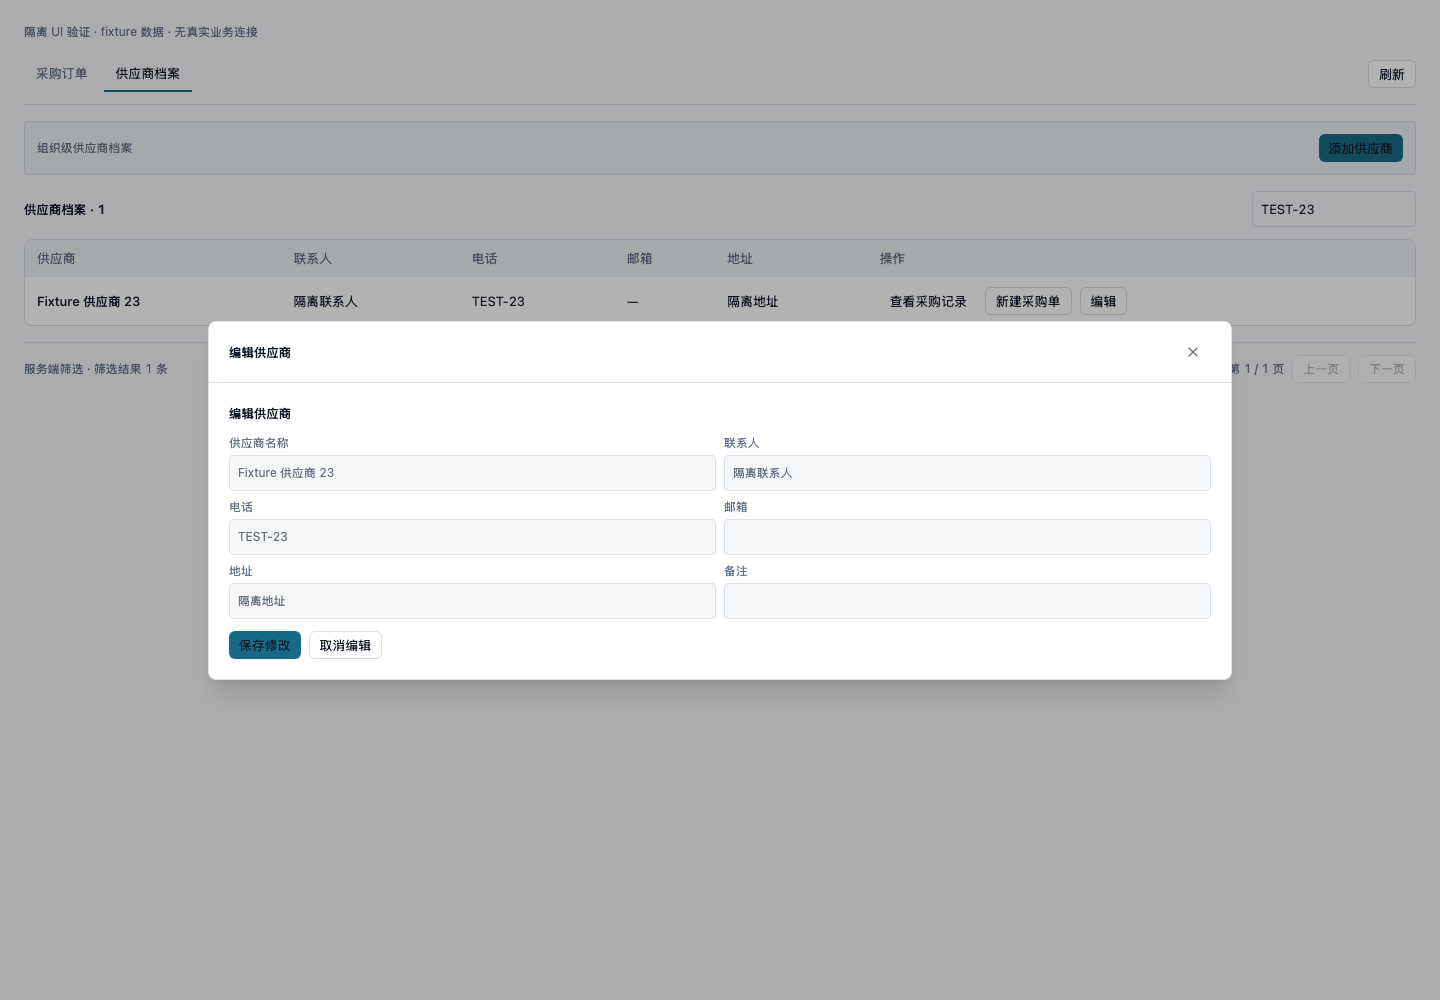 隔离 UI 验证 · fixture 数据 · 无真实业务连接
采购订单 供应商档案 刷新
组织级供应商档案 添加供应商
供应商档案 · 1 TEST-23
供应商 联系人 电话 邮箱 地址 操作
Fixture 供应商 23 隔离联系人 TEST-23 — 隔离地址 查看采购记录 新建采购单 编辑
服务端筛选 · 筛选结果 1 条 第 1 / 1 页 上一页 下一页
编辑供应商
编辑供应商
供应商名称 联系人
Fixture 供应商 23 隔离联系人
电话 邮箱
TEST-23
地址 备注
隔离地址
保存修改 取消编辑